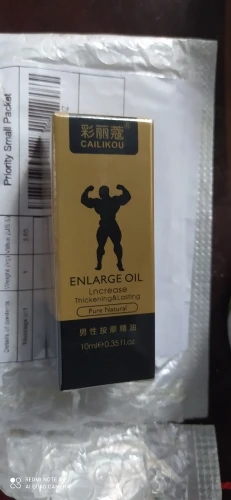 彩丽蔻
CAILIKOU
ENLARGE OIL
Lncrease
Thickening&Lasting
Pure Natural
男性按摩精油
10ml℮0.35fl.oz
Priority Small Packet
REDMI NOTE 8
AI QUAD CAMERA